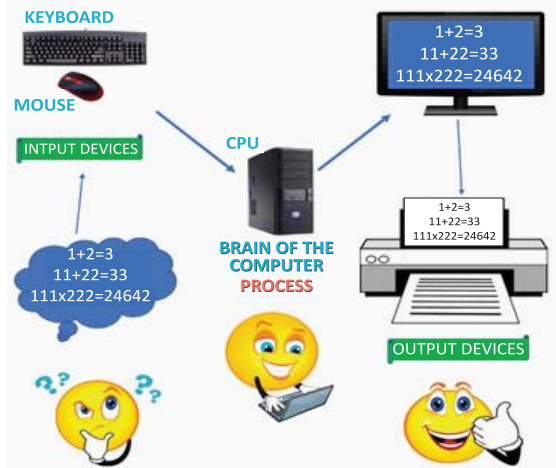 KEYBOARD
MOUSE
INTPUT DEVICES
1+2=3
11+22=33
111x222=24642
? ?
? ?
CPU
BRAIN OF THE
COMPUTER
PROCESS
1+2=3
11+22=33
111x222=24642
1+2=3
11+22=33
111x222=24642
OUTPUT DEVICES